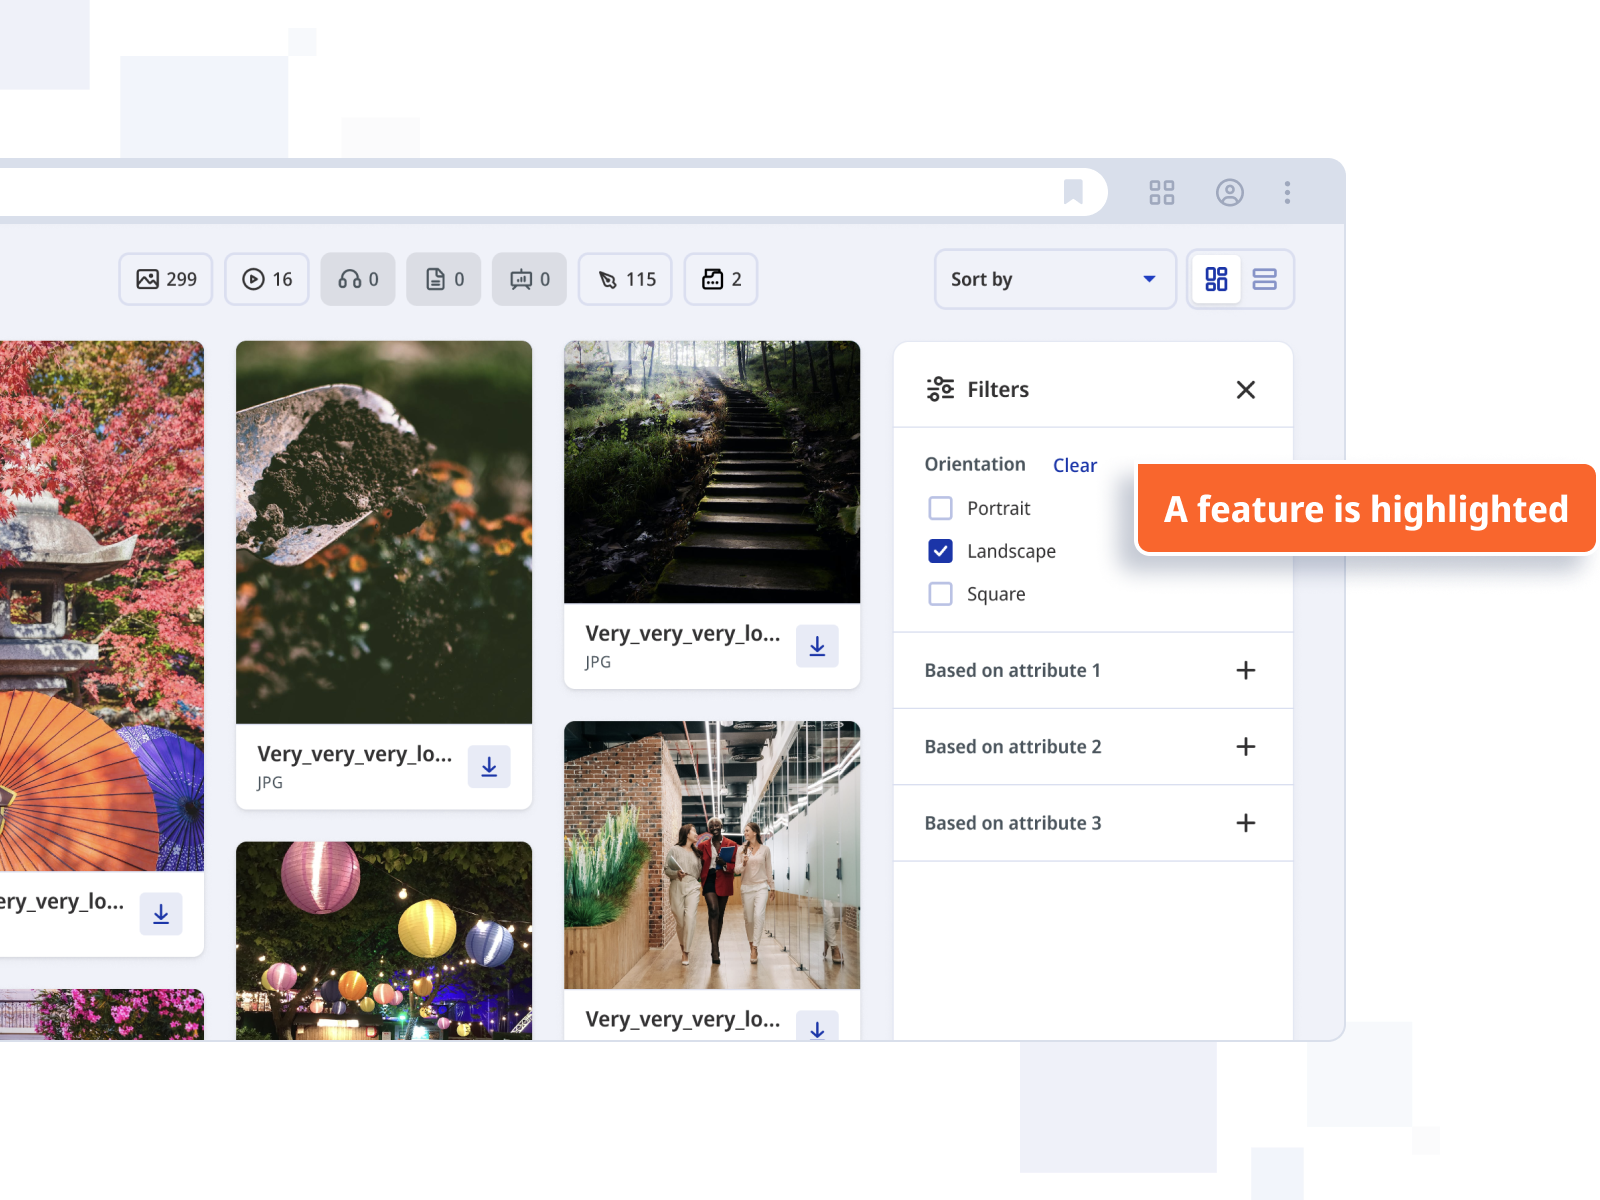 299
16
0
0
0
115
2
Sort by
Filters
Orientation Clear
Portrait
Landscape
Square
A feature is highlighted
Based on attribute 1
Based on attribute 2
Based on attribute 3
Very_very_very_lo...
JPG
Very_very_very_lo...
JPG
ery_very_lo...
Very_very_very_lo...